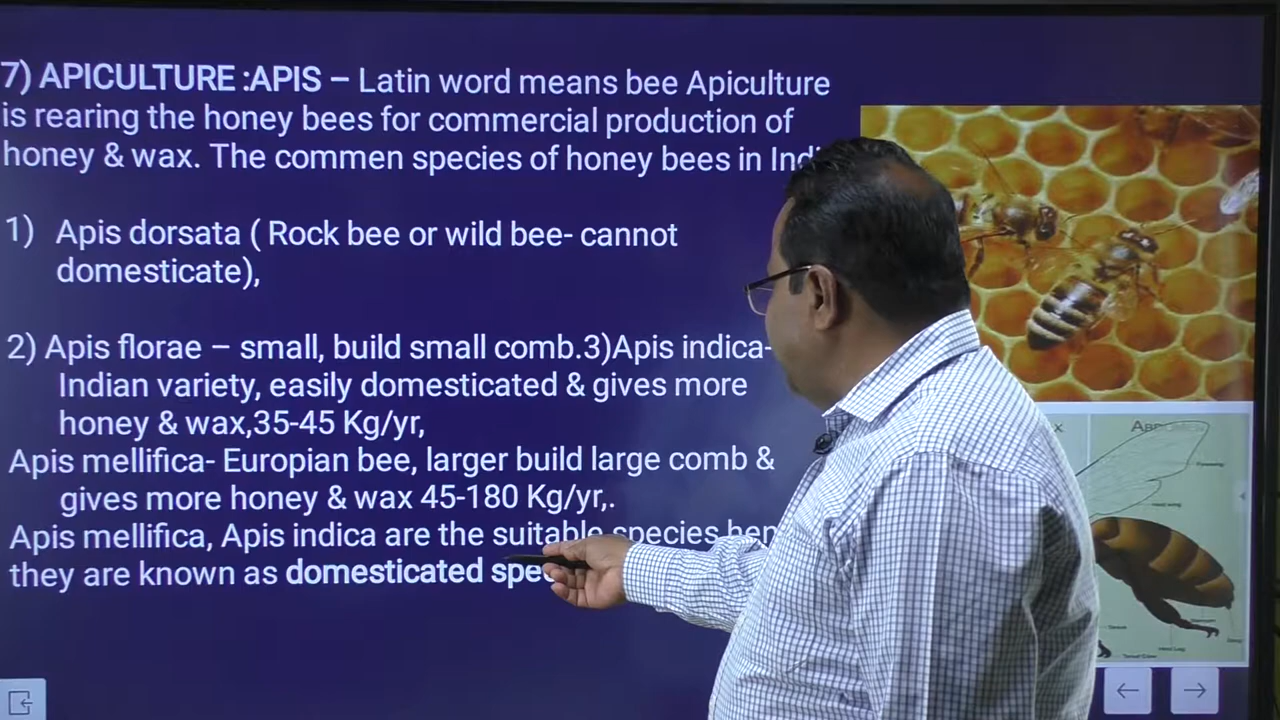 7) APICULTURE :APIS – Latin word means bee Apiculture
is rearing the honey bees for commercial production of
honey & wax. The commen species of honey bees in
1) Apis dorsata ( Rock bee or wild bee- cannot
domesticate),
2) Apis florae – small, build small comb.3)Apis indica-
Indian variety, easily domesticated & gives more
honey & wax,35-45 Kg/yr,
Apis mellifica- Europian bee, larger build large comb &
gives more honey & wax 45-180 Kg/yr,.
Apis mellifica, Apis indica are the suitable species
they are known as domesticated